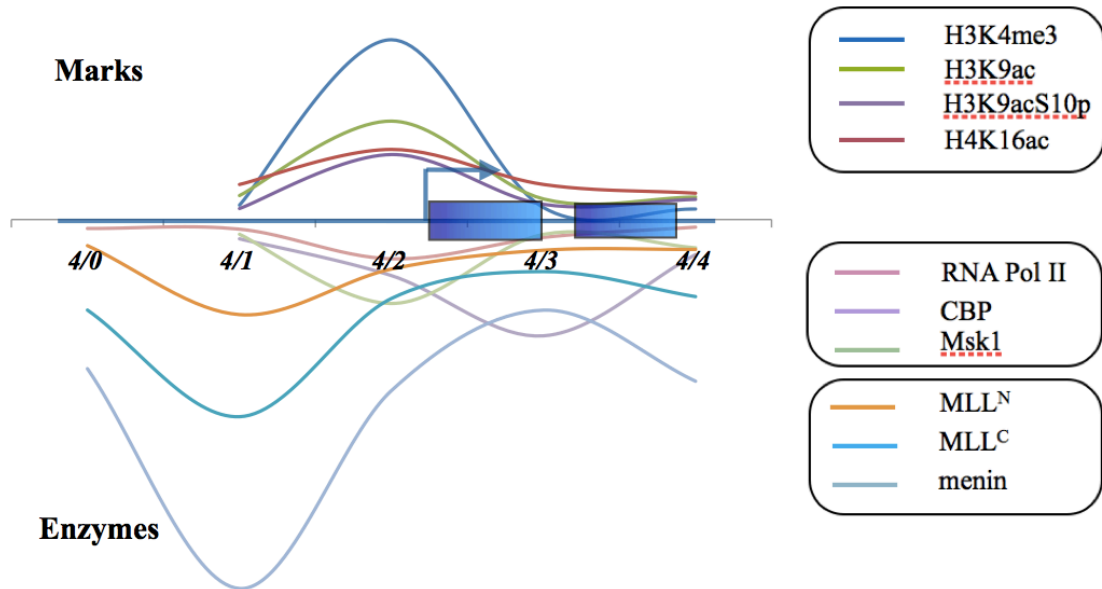 Marks
4/0
4/1
4/2
4/3
4/4
Enzymes
H3K4me3
H3K9ac
H3K9acS10p
H4K16ac
RNA Pol II
CBP
Msk1
MLLᴺ
MLLᶜ
menin